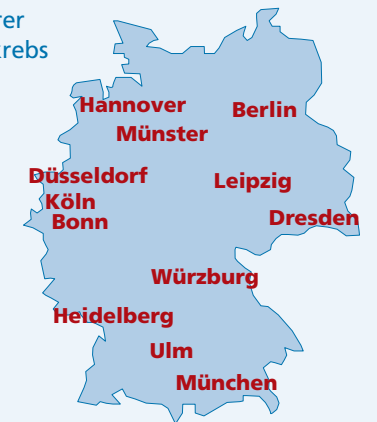 rer
krebs
Hannover
Berlin
Münster
Düsseldorf
Leipzig
Köln
Dresden
Bonn
Würzburg
Heidelberg
Ulm
München